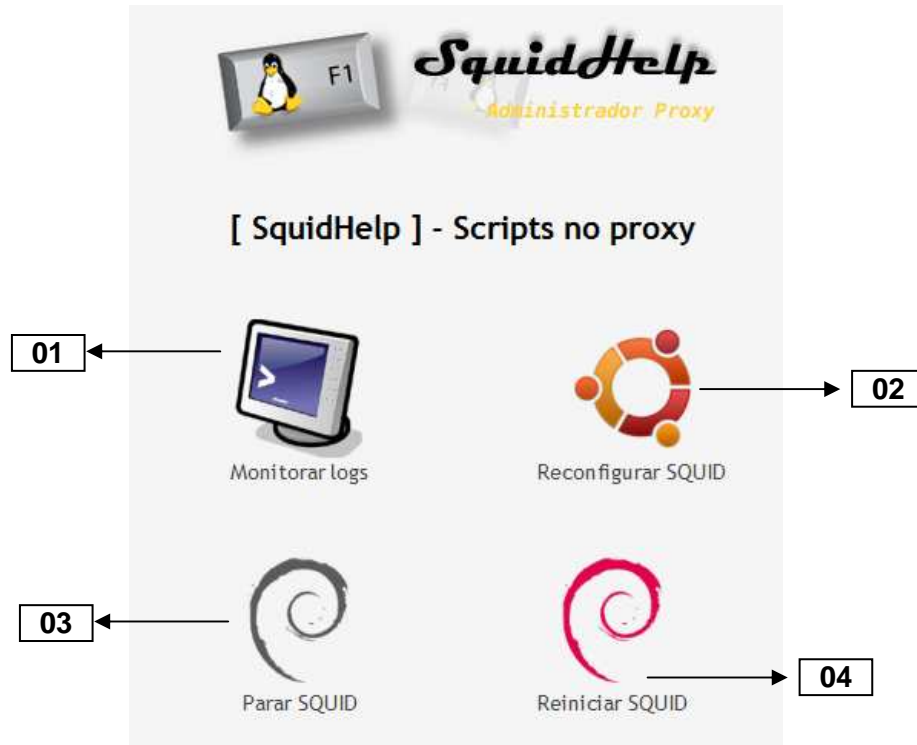 F1
SquidHelp
Administrador Proxy
[ SquidHelp ] - Scripts no proxy
01
02
Monitorar logs
Reconfigurar SQUID
03
04
Parar SQUID
Reiniciar SQUID